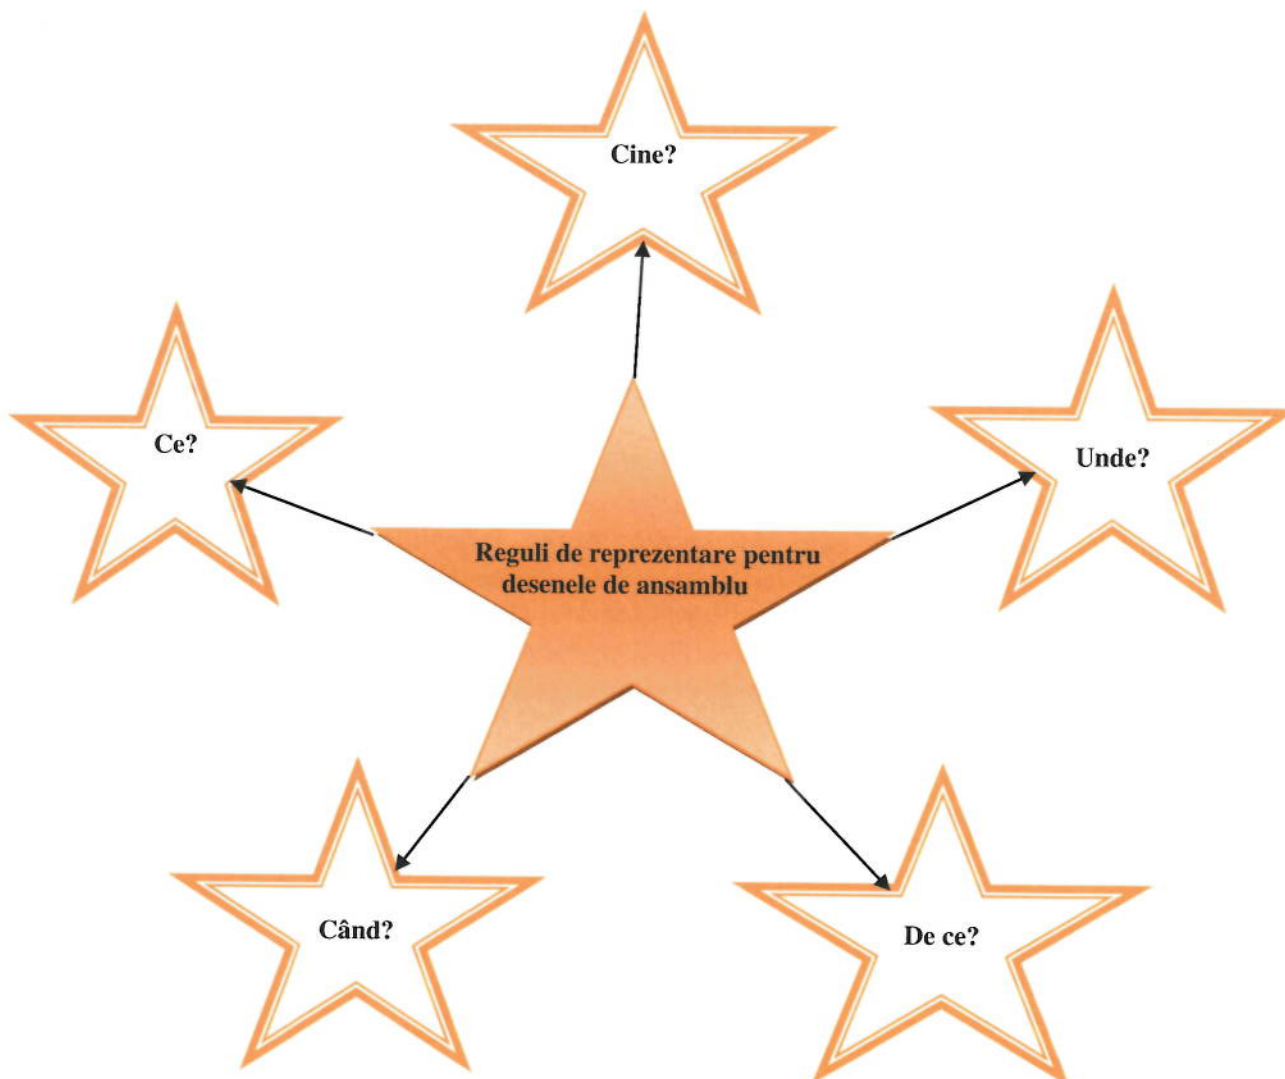 Cine?
Ce?
Unde?
Reguli de reprezentare pentru
desenele de ansamblu
Când?
De ce?